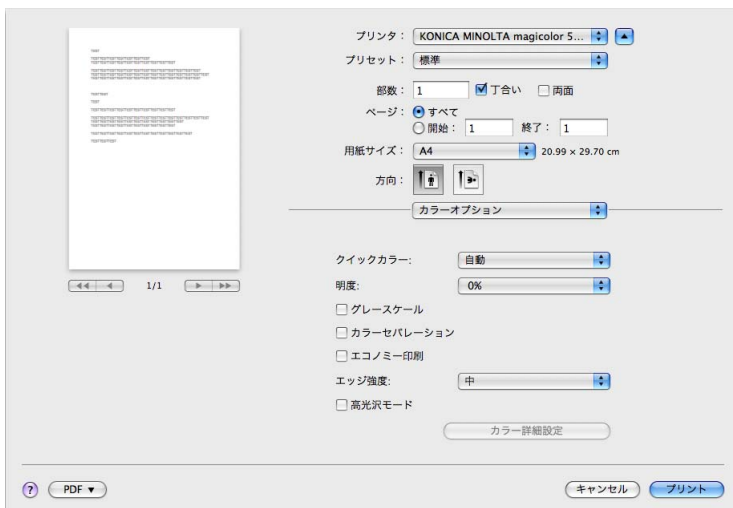 プリンタ： KONICA MINOLTA magicolor 5...
プリセット： 標準
部数： 1 丁合い 両面
ページ： すべて
開始： 1 終了： 1
用紙サイズ： A4 20.99 × 29.70 cm
方向：
カラーオプション
クイックカラー: 自動
明度: 0%
グレースケール
カラーセパレーション
エコノミー印刷
エッジ強度: 中
高光沢モード
カラー詳細設定
1/1
? PDF ▼ キャンセル プリント